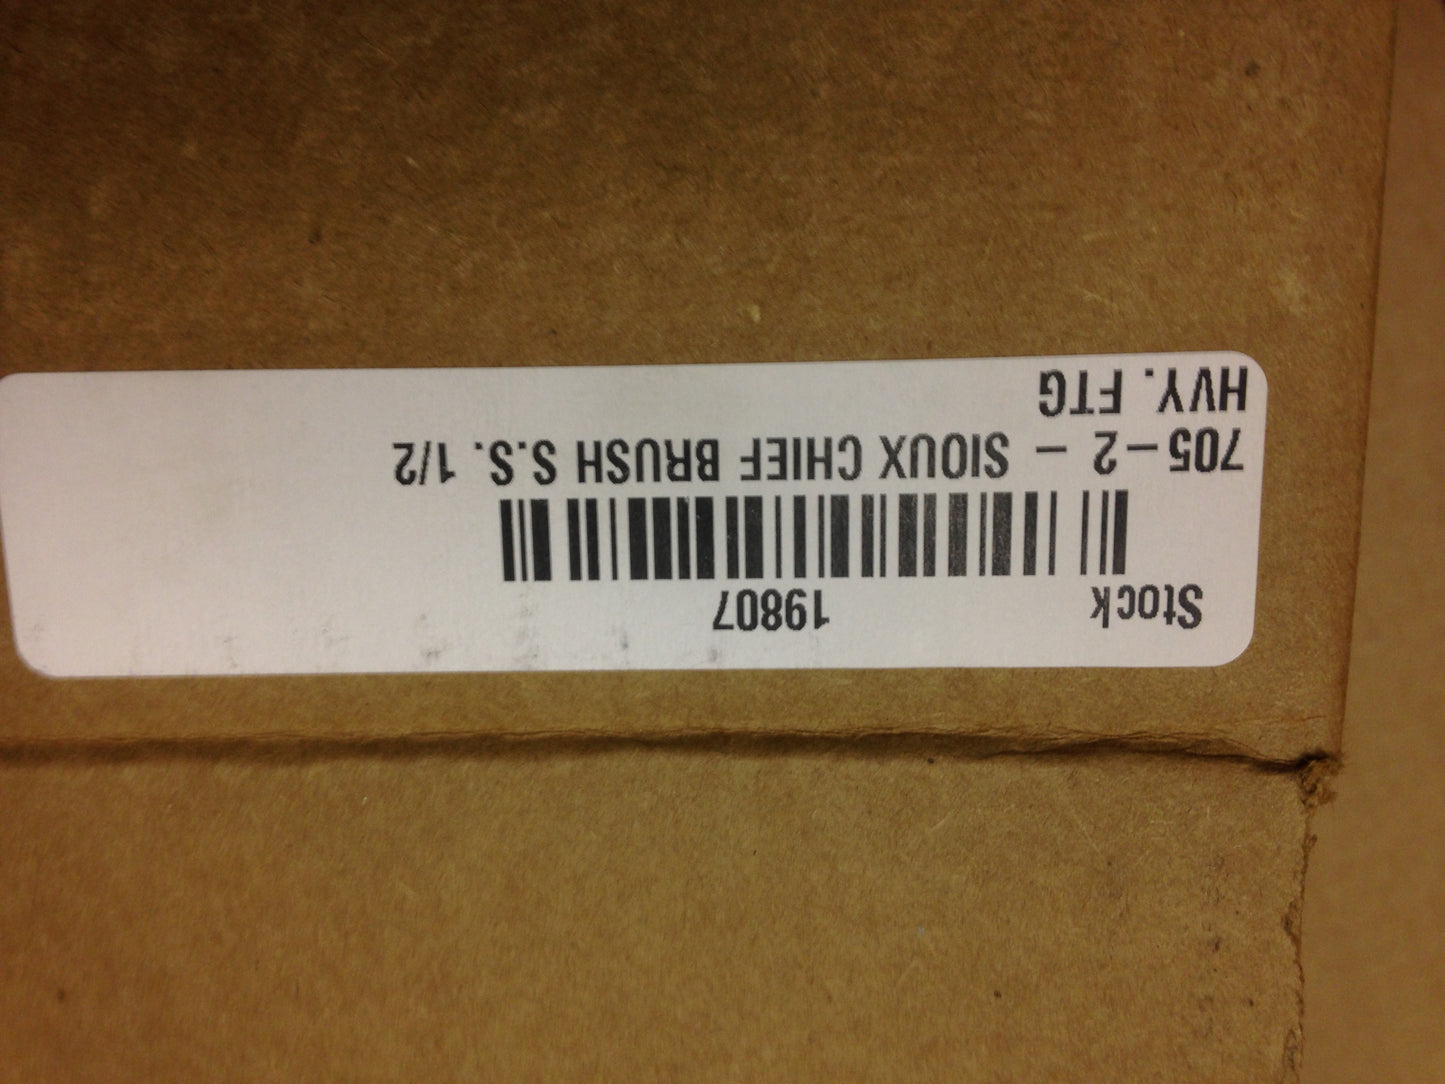 Stock 19807
705-2 - SIOUX CHIEF BRUSH S.S. 1/2
HVY. FTG